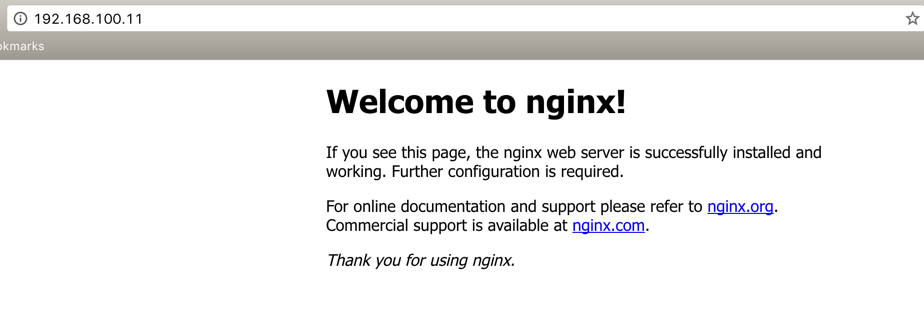 192.168.100.11
okmarks
Welcome to nginx!
If you see this page, the nginx web server is successfully installed and
working. Further configuration is required.
For online documentation and support please refer to nginx.org.
Commercial support is available at nginx.com.
Thank you for using nginx.